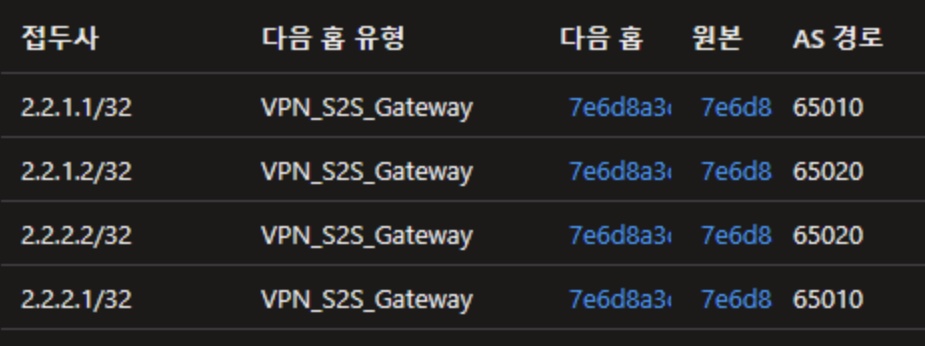 접두사 다음 홉 유형 다음 홉 원본 AS 경로
2.2.1.1/32 VPN_S2S_Gateway 7e6d8a3 7e6d8 65010
2.2.1.2/32 VPN_S2S_Gateway 7e6d8a3 7e6d8 65020
2.2.2.2/32 VPN_S2S_Gateway 7e6d8a3 7e6d8 65020
2.2.2.1/32 VPN_S2S_Gateway 7e6d8a3 7e6d8 65010